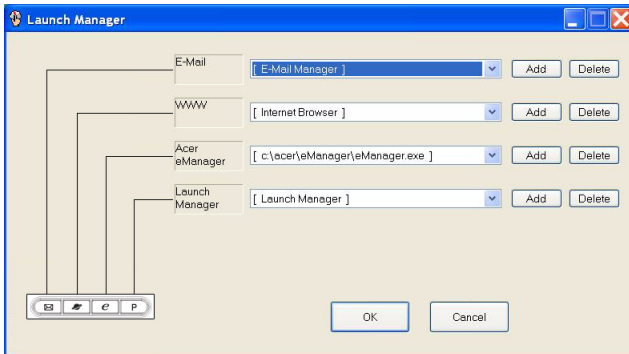 Launch Manager
E-Mail
[ E-Mail Manager ]
Add
Delete
WWW
[ Internet Browser ]
Add
Delete
Acer
eManager
[ c:\acer\eManager\eManager.exe ]
Add
Delete
Launch
Manager
[ Launch Manager ]
Add
Delete
e
P
OK
Cancel